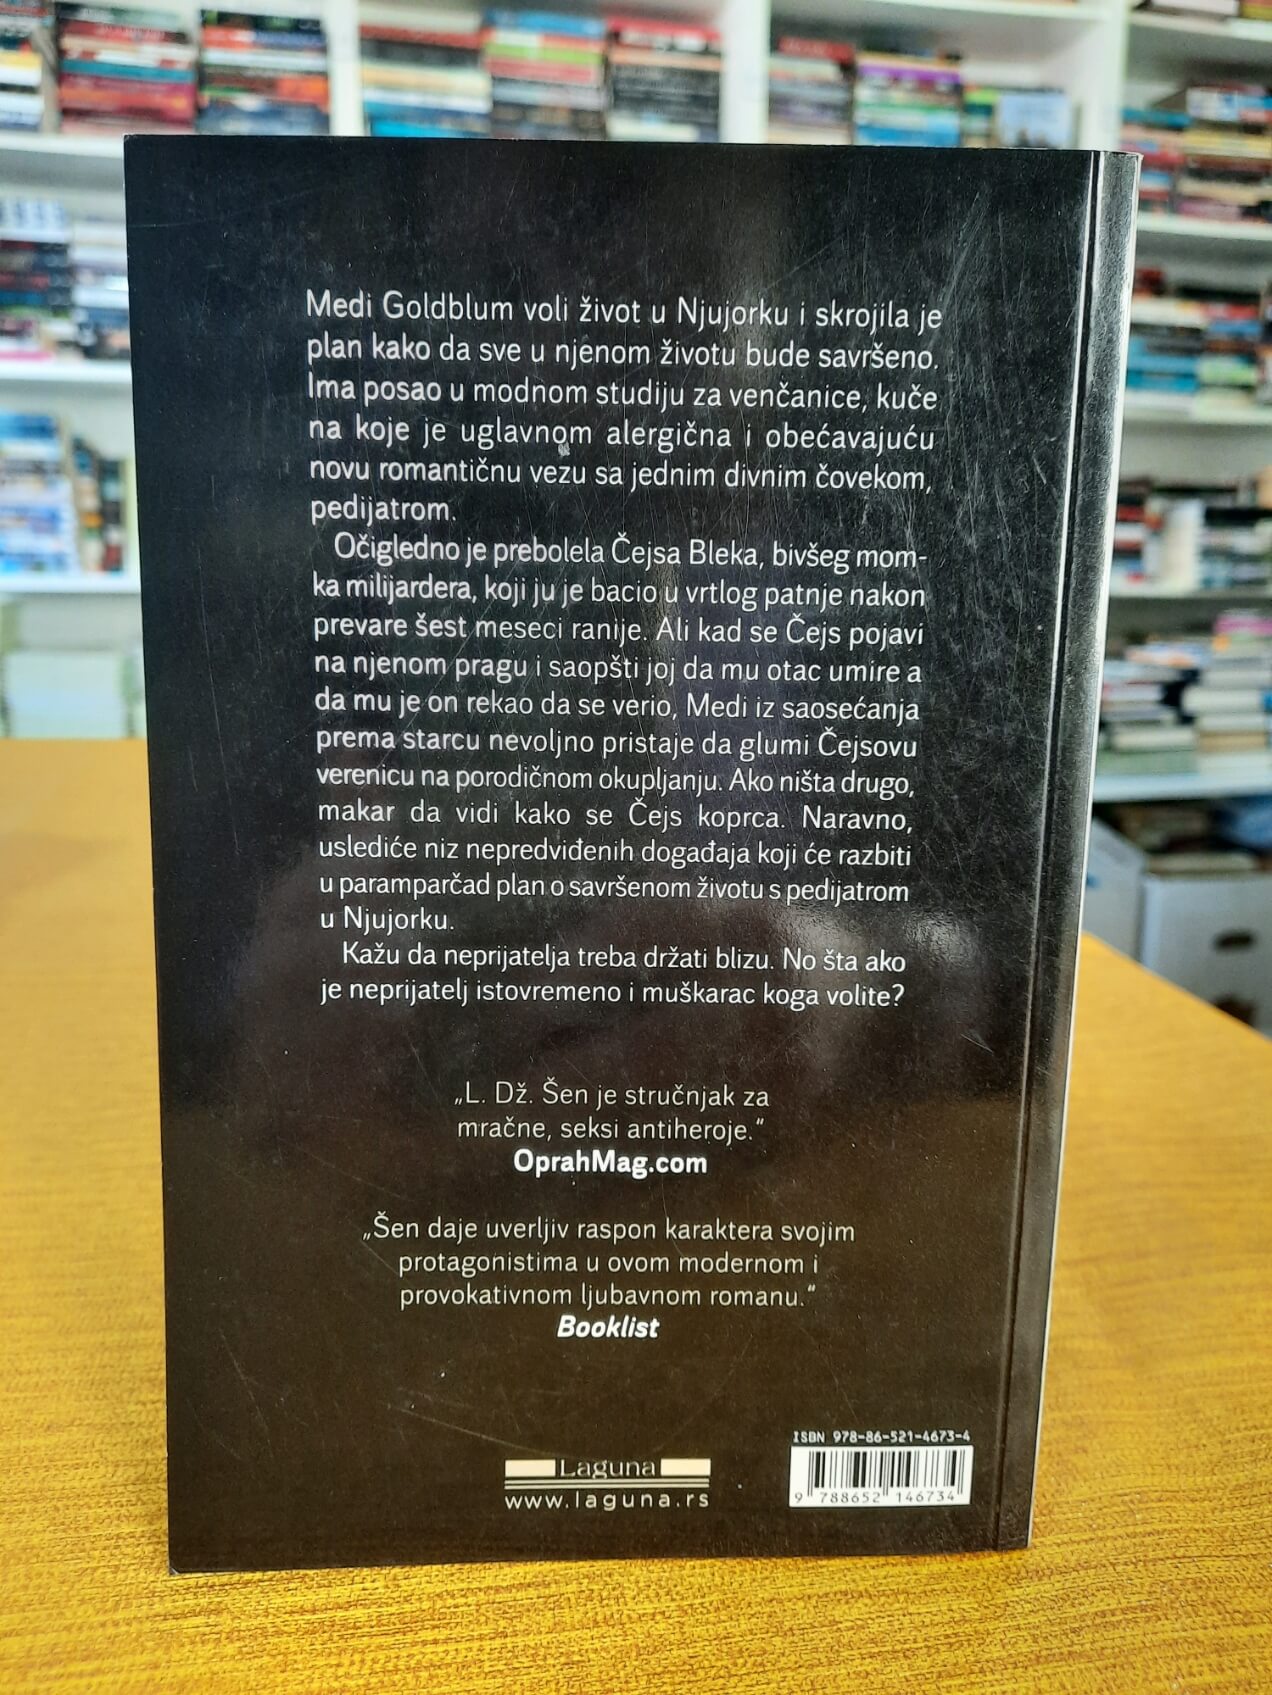 Medi Goldblum voli život u Njujorku i skrojila je
plan kako da sve u njenom životu bude savršeno.
Ima posao u modnom studiju za venčanice, kuče
na koje je uglavnom alergična i obećavajuću
novu romantičnu vezu sa jednim divnim čovekom,
pedijatrom.
Očigledno je prebolela Čejsa Bleka, bivšeg mom-
ka milijardera, koji ju je bacio u vrtlog patnje nakon
prevare šest meseci ranije. Ali kad se Čejs pojavi
na njenom pragu i saopšti joj da mu otac umire a
da mu je on rekao da se verio, Medi iz saosećanja
prema starcu nevoljno pristaje da glumi Čejsovu
verenicu na porodičnom okupljanju. Ako ništa drugo,
makar da vidi kako se Čejs koprca. Naravno,
uslediće niz nepredviđenih događaja koji će razbiti
u paramparčad plan o savršenom životu s pedijatrom
u Njujorku.
Kažu da neprijatelja treba držati blizu. No šta ako
je neprijatelj istovremeno i muškarac koga volite?
„L. Dž. Šen je stručnjak za
mračne, seksi antiheroje.“
OprahMag.com
„Šen daje uverljiv raspon karaktera svojim
protagonistima u ovom modernom i
provokativnom ljubavnom romanu.“
Booklist
Laguna
www.laguna.rs
ISBN 978-86-521-4673-4
9 788652 146734